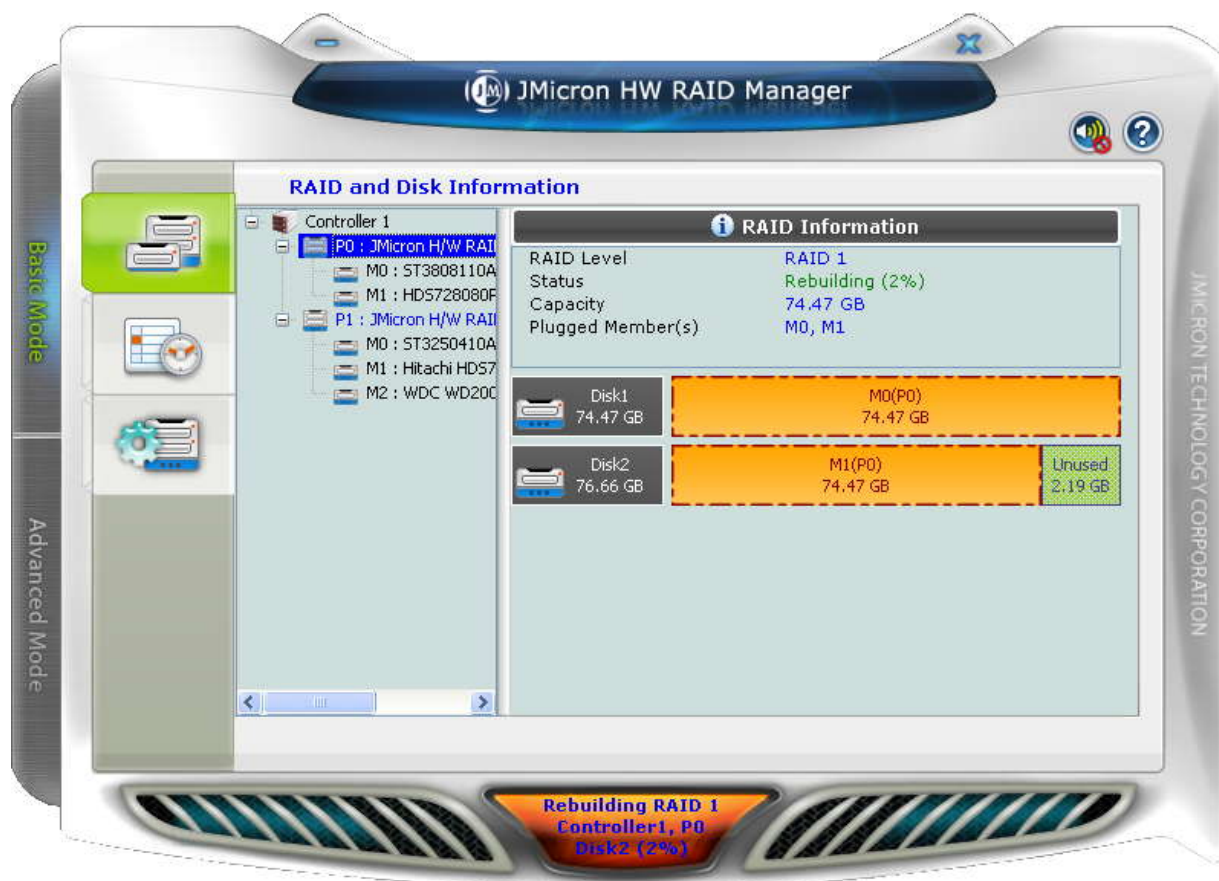 JM JMicron HW RAID Manager
RAID and Disk Information
Basic Mode
Advanced Mode
Controller 1
P0 : JMicron H/W RAI
M0 : ST3808110A
M1 : HDS728080P
P1 : JMicron H/W RAI
M0 : ST3250410A
M1 : Hitachi HDS7
M2 : WDC WD200
RAID Information
RAID Level RAID 1
Status Rebuilding (2%)
Capacity 74.47 GB
Plugged Member(s) M0, M1
Disk1
74.47 GB
M0(P0)
74.47 GB
Disk2
76.66 GB
M1(P0)
74.47 GB
Unused
2.19 GB
JMICRON TECHNOLOGY CORPORATION
Rebuilding RAID 1
Controller1, P0
Disk2 (2%)